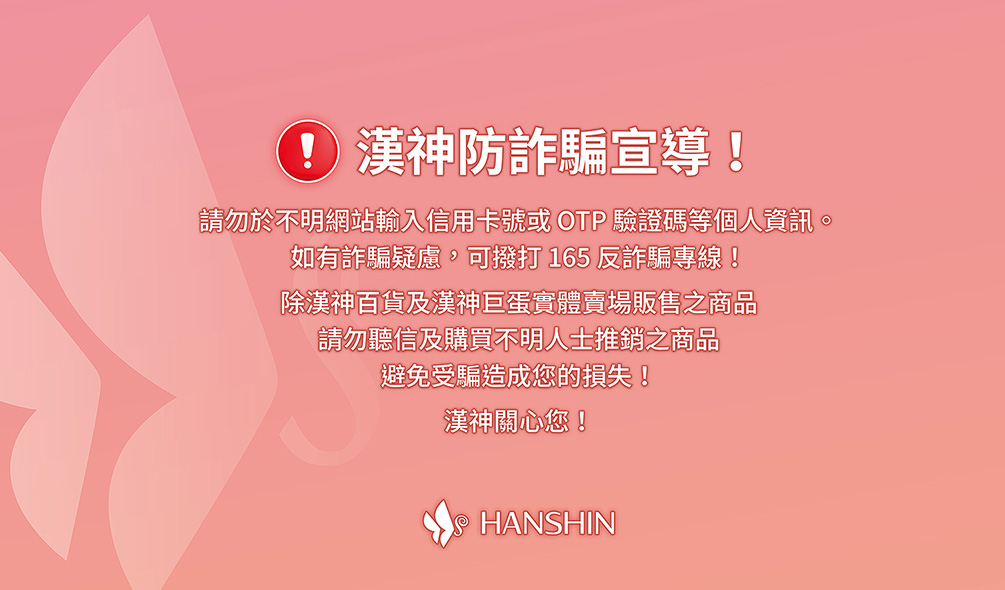 漢神防詐騙宣導！
請勿於不明網站輸入信用卡號或 OTP 驗證碼等個人資訊。
如有詐騙疑慮，可撥打 165 反詐騙專線！
除漢神百貨及漢神巨蛋實體賣場販售之商品
請勿聽信及購買不明人士推銷之商品
避免受騙造成您的損失！
漢神關心您！
HANSHIN